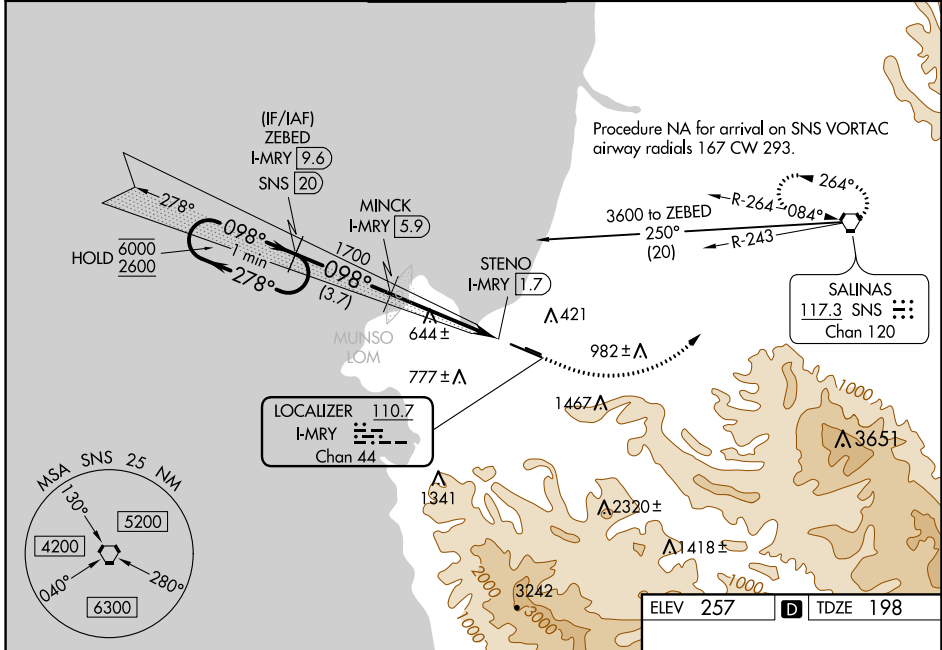 (IF/IAF)
ZEBED
I-MRY 9.6
SNS 20
MINCK
I-MRY 5.9
STENO
I-MRY 1.7
Procedure NA for arrival on SNS VORTAC
airway radials 167 CW 293.
264°
R-264
084°
3600 to ZEBED
250°
(20)
R-243
SALINAS
117.3 SNS
Chan 120
278°
098°
1 min
278°
HOLD 6000
2600
1700
098°
(3.7)
MUNSO
LOM
644±
421
982±
777±
1467
LOCALIZER 110.7
I-MRY
Chan 44
1000
3651
1341
2320±
1418±
2000
3242
3000
1000
1000
MSA SNS 25 NM
130°
5200
4200
040°
280°
6300
ELEV 257
D
TDZE 198